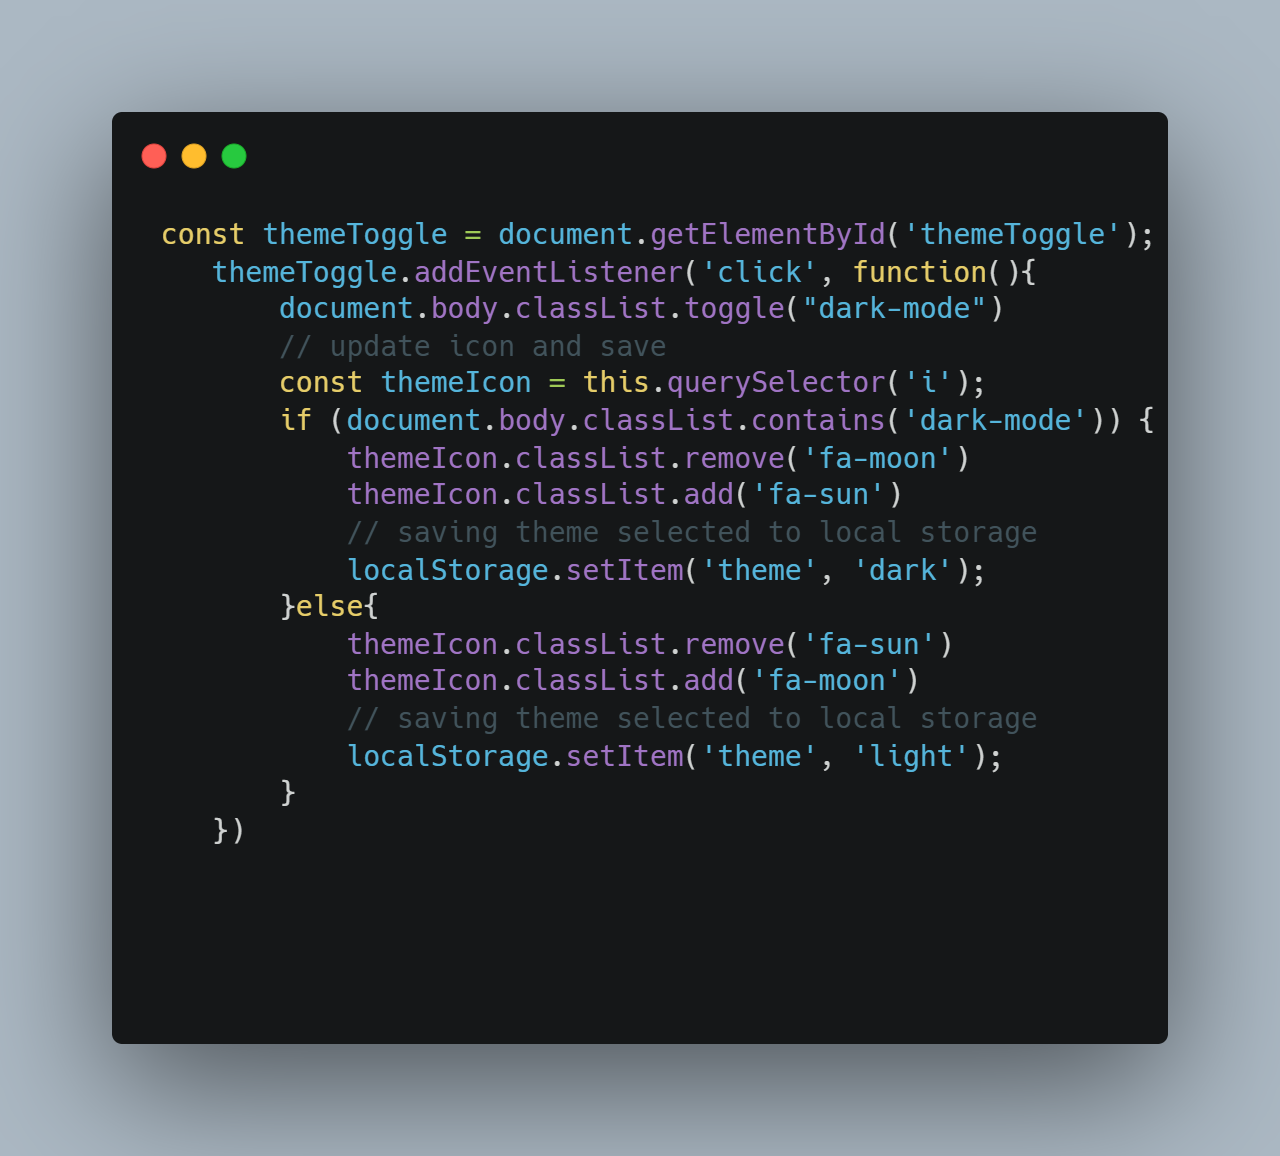 const themeToggle = document.getElementById('themeToggle');
   themeToggle.addEventListener('click', function(){
       document.body.classList.toggle("dark-mode")
       // update icon and save
       const themeIcon = this.querySelector('i');
       if (document.body.classList.contains('dark-mode')) {
           themeIcon.classList.remove('fa-moon')
           themeIcon.classList.add('fa-sun')
           // saving theme selected to local storage
           localStorage.setItem('theme', 'dark');
       }else{
           themeIcon.classList.remove('fa-sun')
           themeIcon.classList.add('fa-moon')
           // saving theme selected to local storage
           localStorage.setItem('theme', 'light');
       }
   })